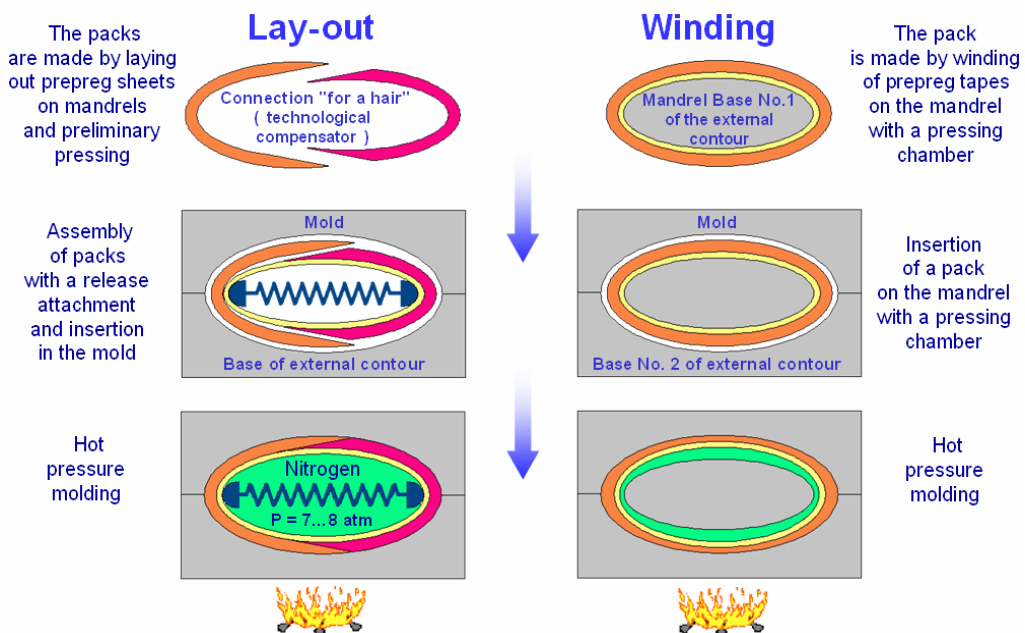 Lay-out
Winding
The packs
are made by laying
out prepreg sheets
on mandrels
and preliminary
pressing
Connection "for a hair"
( technological
compensator )
Mandrel Base No.1
of the external
contour
The pack
is made by winding
of prepreg tapes
on the mandrel
with a pressing
chamber
Assembly
of packs
with a release
attachment
and insertion
in the mold
Mold
Base of external contour
Mold
Base No. 2 of external contour
Insertion
of a pack
on the mandrel
with a pressing
chamber
Hot
pressure
molding
Nitrogen
P = 7...8 atm
Hot
pressure
molding